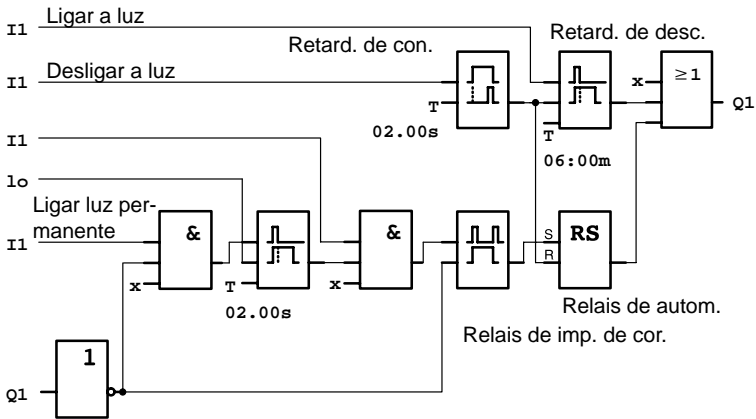 I1 Ligar a luz
Retard. de con.
Retard. de desc.
I1 Desligar a luz
x ≥1
T
Q1
02.00s
T
06:00m
I1
lo
Ligar luz per-
manente
I1
& & S RS
R
x T x
02.00s
Relais de autom.
Relais de imp. de cor.
1
Q1